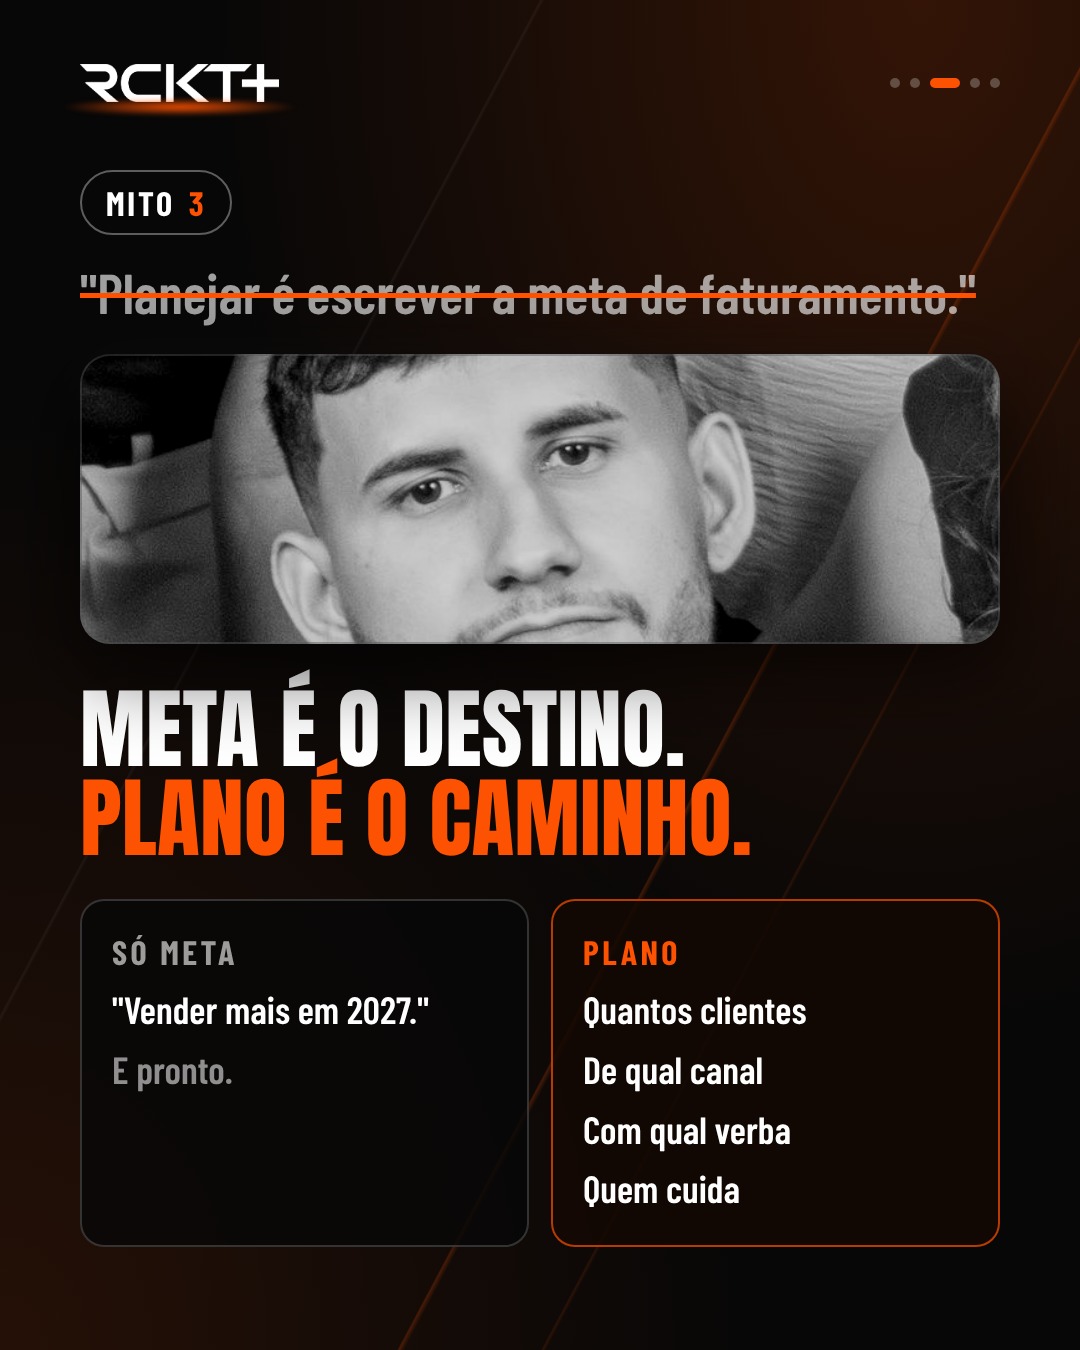 RCKT+
MITO 3
"Planejar é escrever a meta de faturamento."
META É O DESTINO.
PLANO É O CAMINHO.
SÓ META
"Vender mais em 2027."
E pronto.
PLANO
Quantos clientes
De qual canal
Com qual verba
Quem cuida